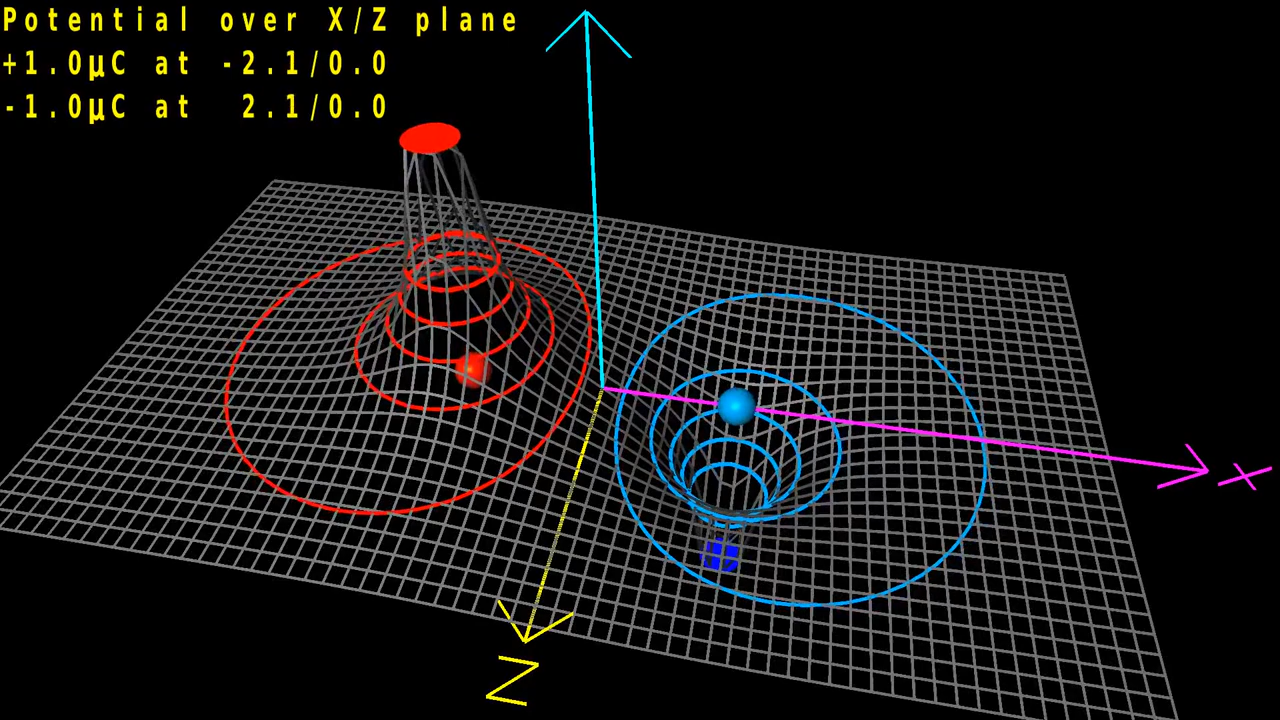 Potential over X/Z plane
+1.0µC at -2.1/0.0
-1.0µC at  2.1/0.0
X
Z